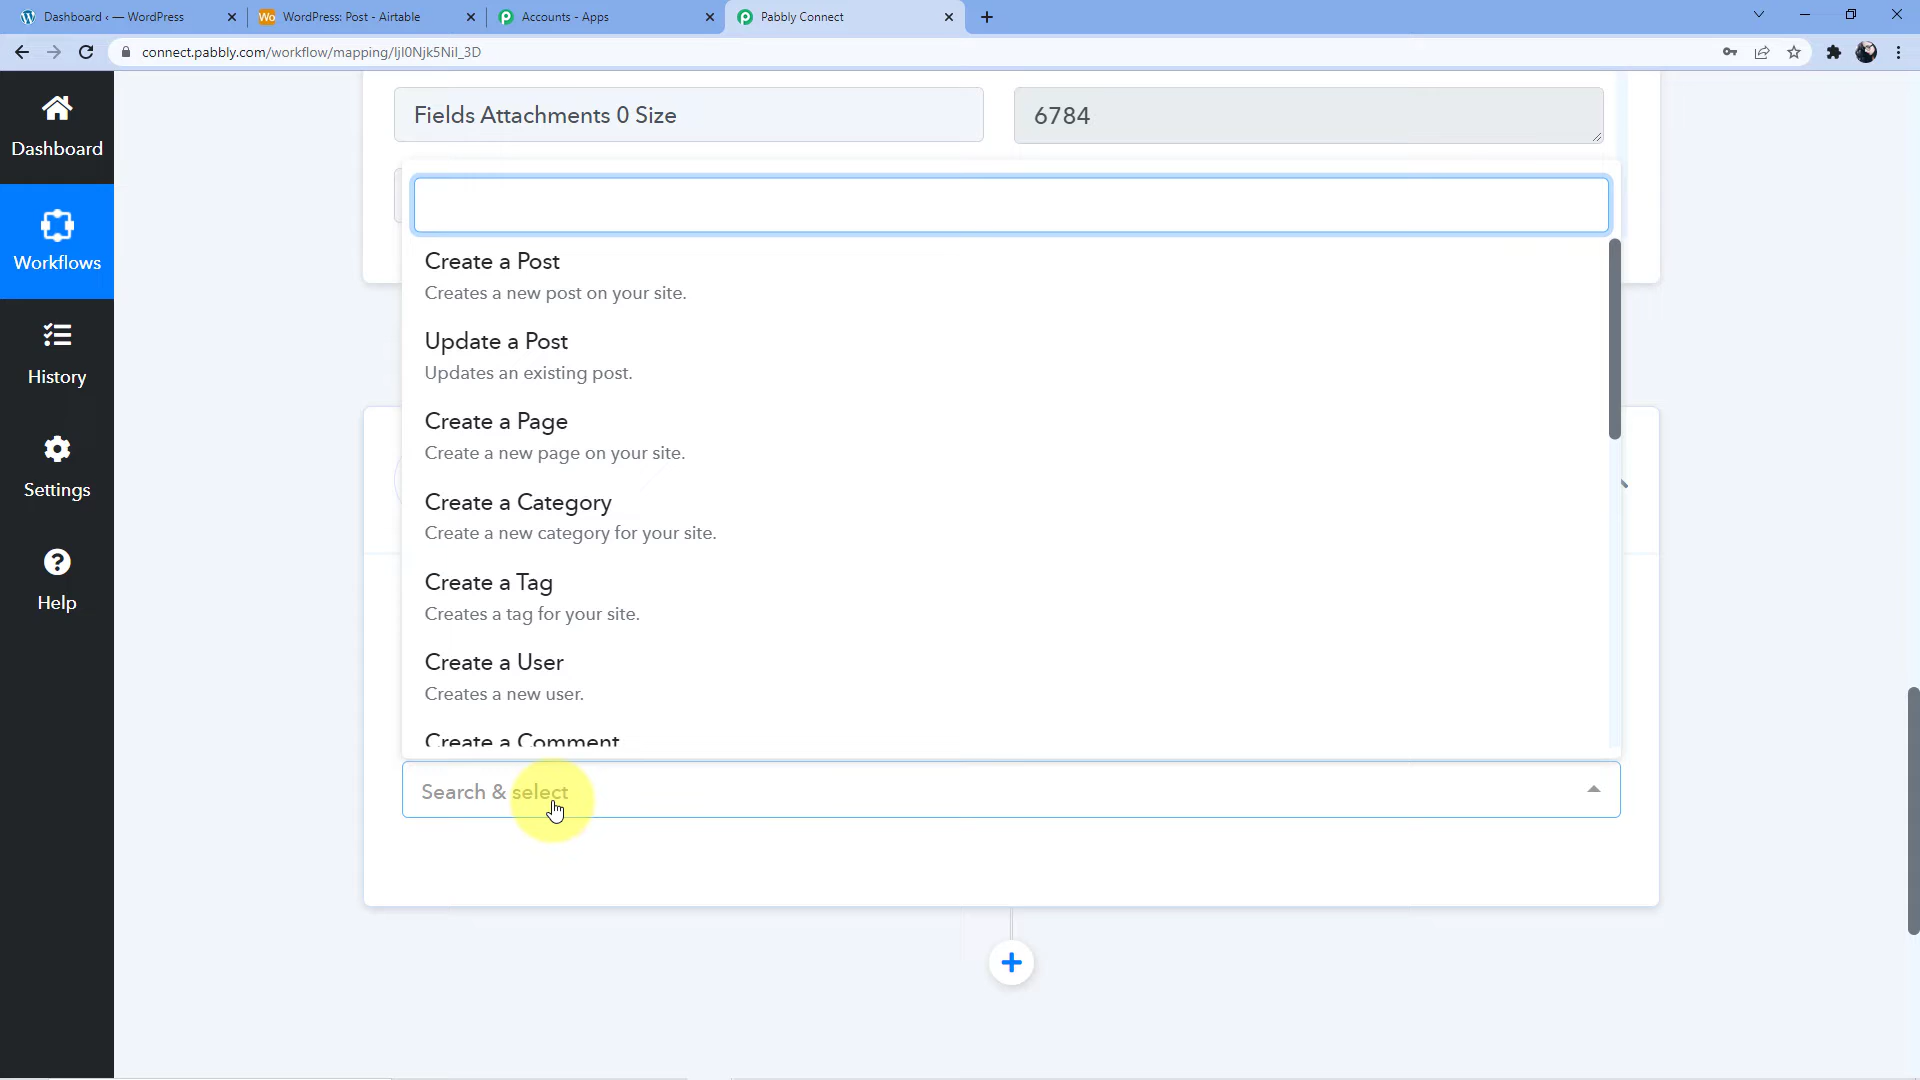 Dashboard ‹ — WordPress
Wo
WordPress: Post - Airtable
Accounts - Apps
Pabbly Connect
connect.pabbly.com/workflow/mapping/IjI0Njk5NiI_3D
Dashboard
Workflows
History
Settings
Help
Fields Attachments 0 Size
6784
Create a Post
Creates a new post on your site.
Update a Post
Updates an existing post.
Create a Page
Create a new page on your site.
Create a Category
Create a new category for your site.
Create a Tag
Creates a tag for your site.
Create a User
Creates a new user.
Create a Comment
Search & select